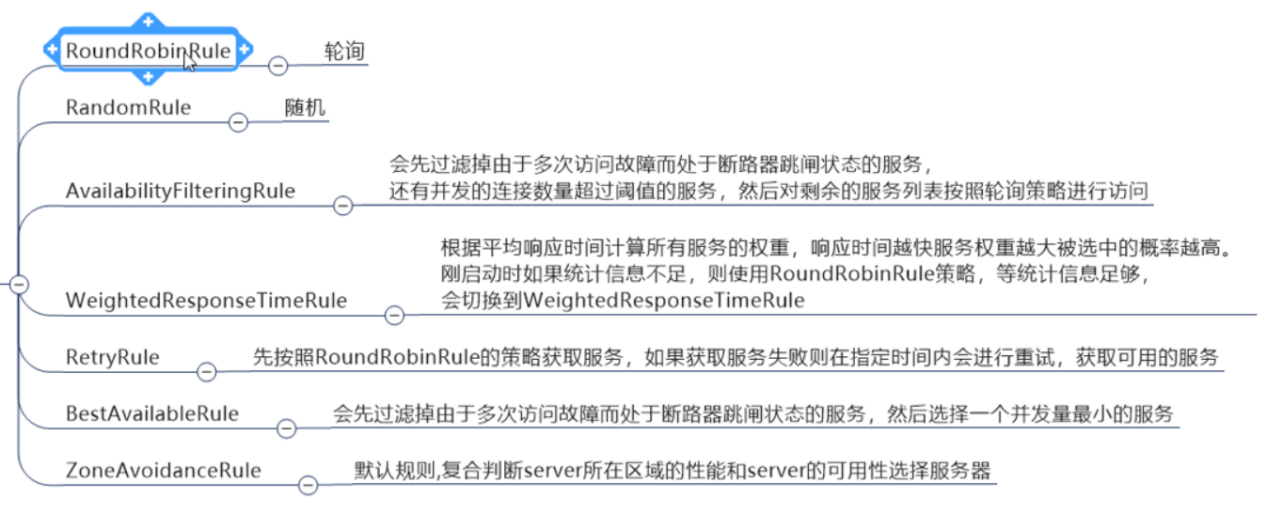 RoundRobinRule 轮询
RandomRule 随机
会先过滤掉由于多次访问故障而处于断路器跳闸状态的服务，
AvailabilityFilteringRule 还有并发的连接数量超过阈值的服务，然后对剩余的服务列表按照轮询策略进行访问
根据平均响应时间计算所有服务的权重，响应时间越快服务权重越大被选中的概率越高。
刚启动时如果统计信息不足，则使用RoundRobinRule策略，等统计信息足够，
WeightedResponseTimeRule 会切换到WeightedResponseTimeRule
RetryRule 先按照RoundRobinRule的策略获取服务，如果获取服务失败则在指定时间内会进行重试，获取可用的服务
BestAvailableRule 会先过滤掉由于多次访问故障而处于断路器跳闸状态的服务，然后选择一个并发量最小的服务
ZoneAvoidanceRule 默认规则,复合判断server所在区域的性能和server的可用性选择服务器